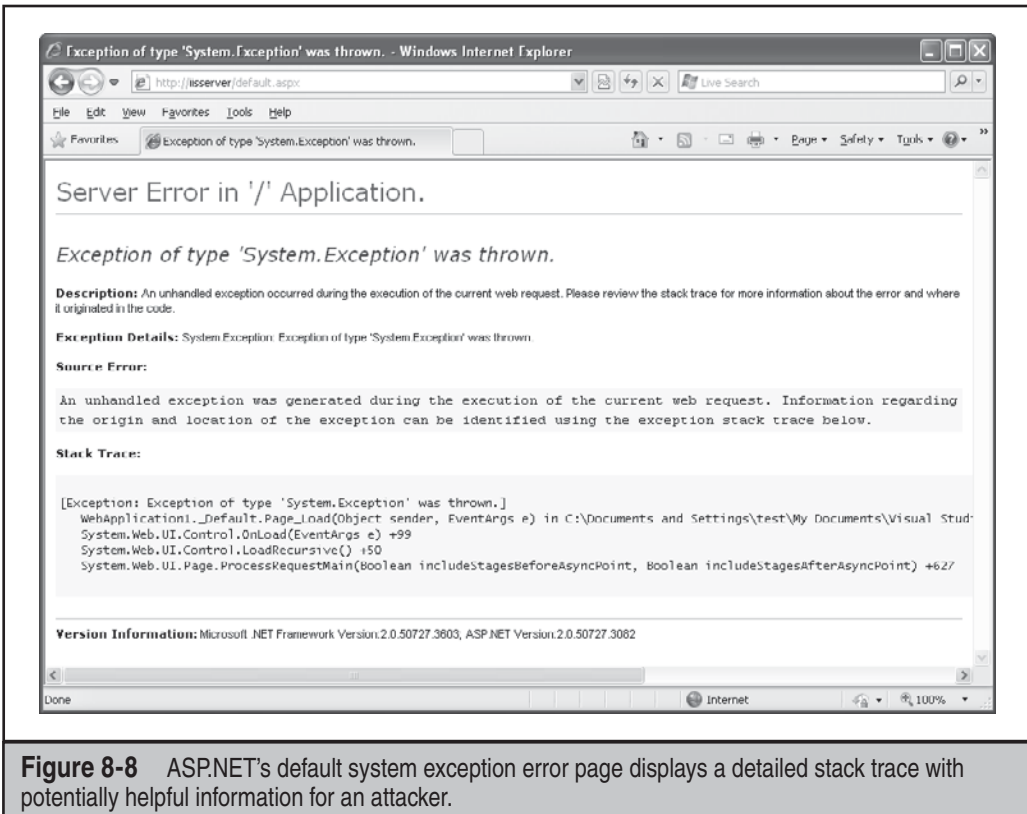 Exception of type 'System.Exception' was thrown. - Windows Internet Explorer
http://iisserver/default.aspx
Live Search
File Edit View Favorites Tools Help
Favorites
Exception of type 'System.Exception' was thrown.
Page Safety Tools
Server Error in '/' Application.
Exception of type 'System.Exception' was thrown.
Description: An unhandled exception occurred during the execution of the current web request. Please review the stack trace for more information about the error and where
it originated in the code.
Exception Details: System.Exception: Exception of type 'System.Exception' was thrown.
Source Error:
An unhandled exception was generated during the execution of the current web request. Information regarding
the origin and location of the exception can be identified using the exception stack trace below.
Stack Trace:
[Exception: Exception of type 'System.Exception' was thrown.]
WebApplication1._Default.Page_Load(Object sender, EventArgs e) in C:\Documents and Settings\test\My Documents\Visual Stud
System.Web.UI.Control.OnLoad(EventArgs e) +99
System.Web.UI.Control.LoadRecursive() +50
System.Web.UI.Page.ProcessRequestMain(Boolean includeStagesBeforeAsyncPoint, Boolean includeStagesAfterAsyncPoint) +627
Version Information: Microsoft .NET Framework Version:2.0.50727.3603; ASP.NET Version:2.0.50727.3082
Done
Internet
100%
Figure 8-8 ASP.NET's default system exception error page displays a detailed stack trace with
potentially helpful information for an attacker.